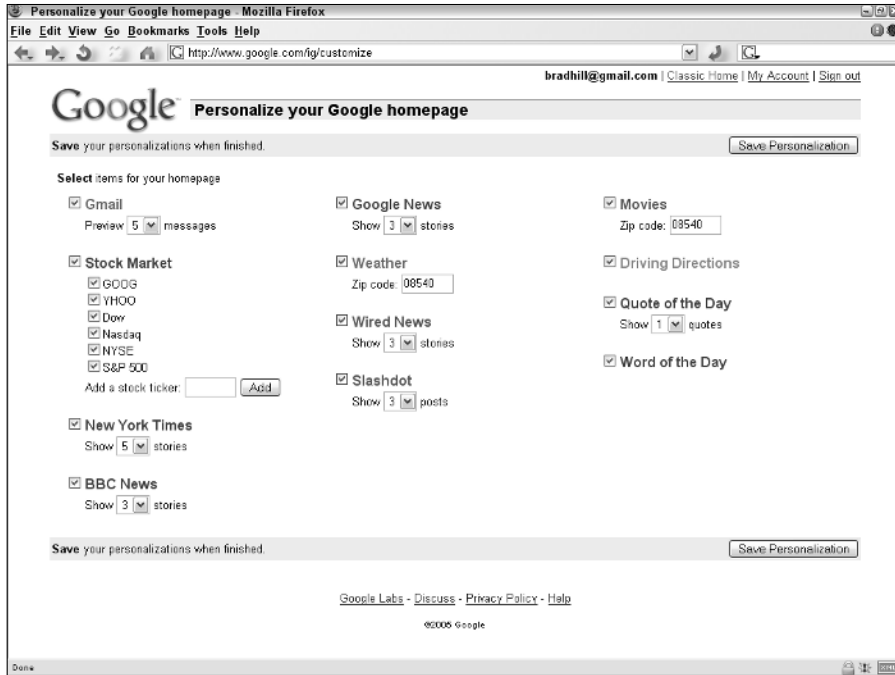 Personalize your Google homepage - Mozilla Firefox
File Edit View Go Bookmarks Tools Help
http://www.google.com/ig/customize
bradhill@gmail.com | Classic Home | My Account | Sign out
Google Personalize your Google homepage
Save your personalizations when finished.
Save Personalization
Select items for your homepage
Gmail
Preview 5 messages
Stock Market
GOOG
YHOO
Dow
Nasdaq
NYSE
S&P 500
Add a stock ticker: Add
New York Times
Show 5 stories
BBC News
Show 3 stories
Google News
Show 3 stories
Weather
Zip code: 08540
Wired News
Show 3 stories
Slashdot
Show 3 posts
Movies
Zip code: 08540
Driving Directions
Quote of the Day
Show 1 quotes
Word of the Day
Save your personalizations when finished.
Save Personalization
Google Labs - Discuss - Privacy Policy - Help
©2005 Google
Done